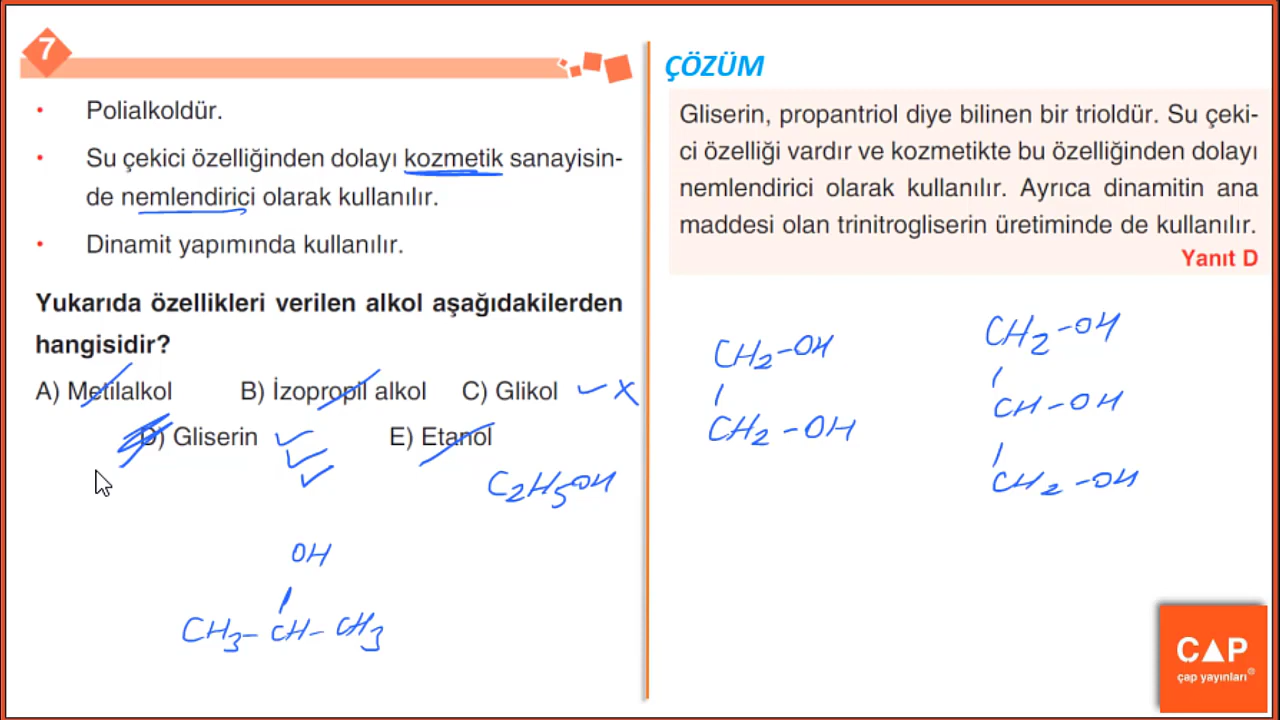 7
• Polialkoldür.
• Su çekici özelliğinden dolayı kozmetik sanayisin-
de nemlendirici olarak kullanılır.
• Dinamit yapımında kullanılır.
Yukarıda özellikleri verilen alkol aşağıdakilerden
hangisidir?
A) Metilalkol B) İzopropil alkol C) Glikol
D) Gliserin E) Etanol
C2H5OH
OH
CH3-CH-CH3
ÇÖZÜM
Gliserin, propantriol diye bilinen bir trioldür. Su çeki-
ci özelliği vardır ve kozmetikte bu özelliğinden dolayı
nemlendirici olarak kullanılır. Ayrıca dinamitin ana
maddesi olan trinitrogliserin üretiminde de kullanılır.
Yanıt D
CH2-OH
CH2-OH
CH2-OH
CH-OH
CH2-OH
ÇAP
çap yayınları®